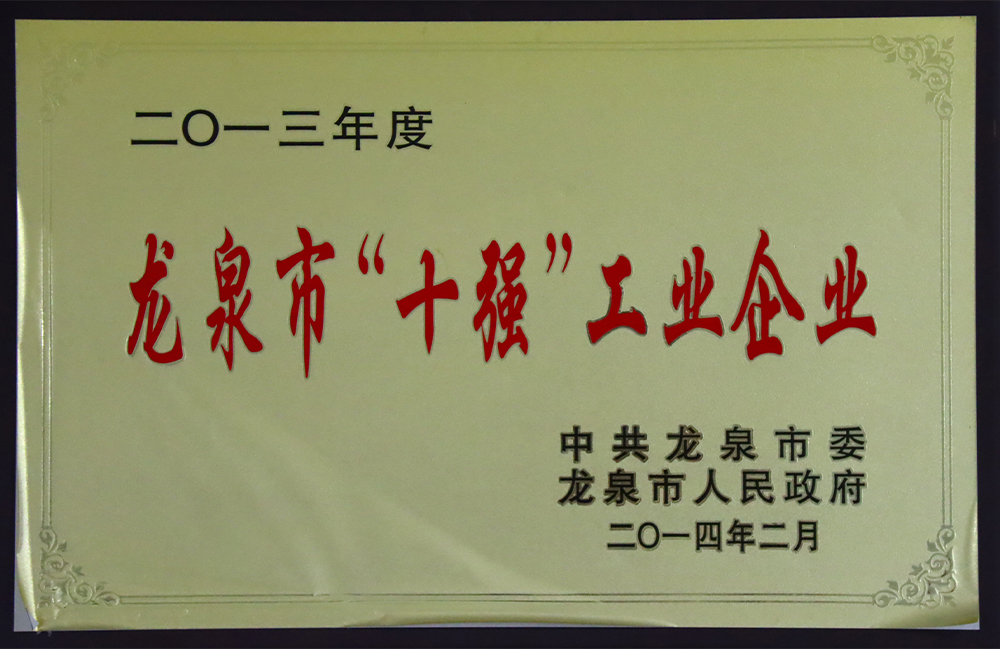 二〇一三年度
龙泉市“十强”工业企业
中共龙泉市委
龙泉市人民政府
二〇一四年二月